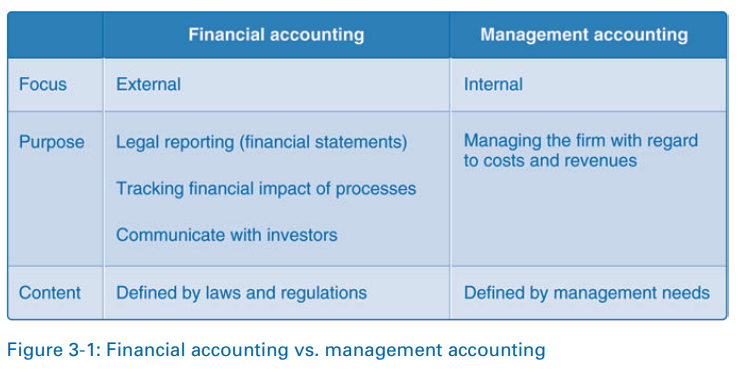 Financial accounting
Management accounting
Focus
External
Internal
Purpose
Legal reporting (financial statements)
Tracking financial impact of processes
Communicate with investors
Managing the firm with regard
to costs and revenues
Content
Defined by laws and regulations
Defined by management needs
Figure 3-1: Financial accounting vs. management accounting